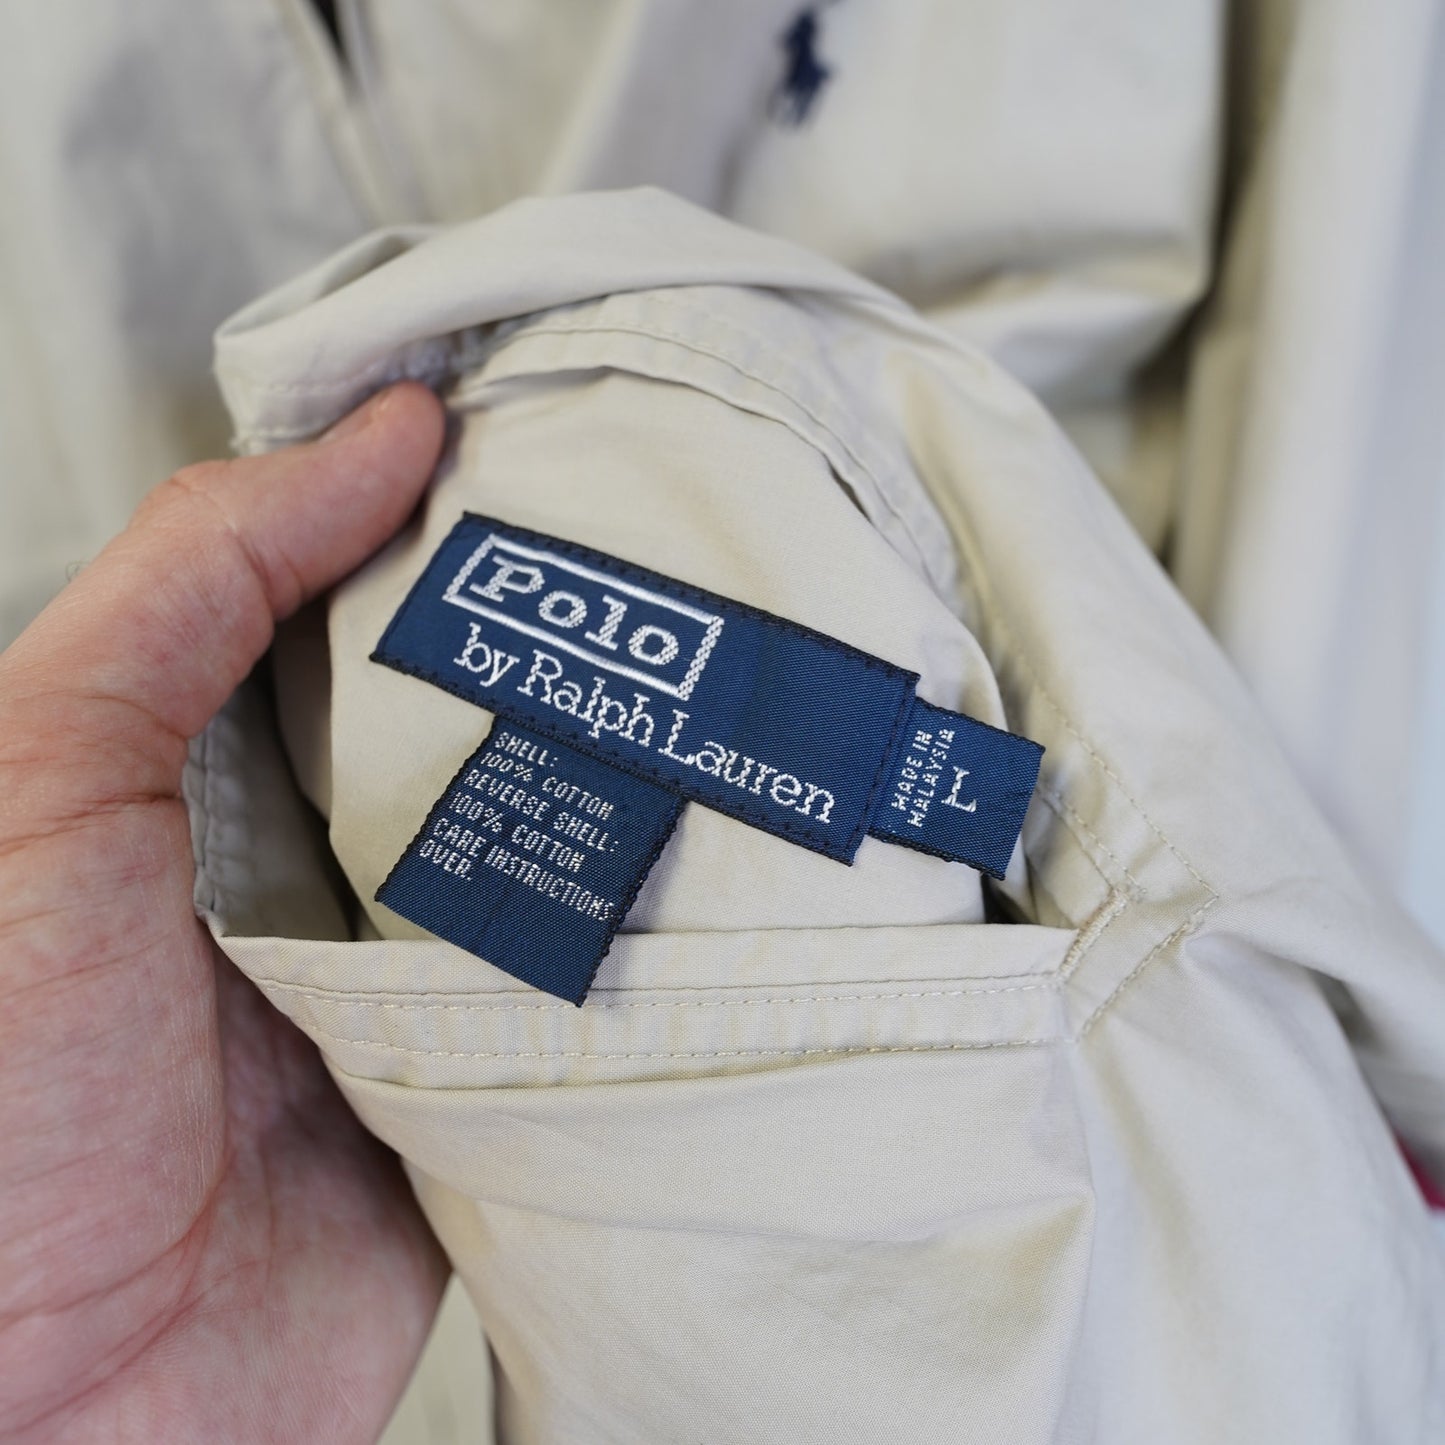 Polo
by Ralph Lauren
MADE IN
MALAYSIA
L
SHELL:
100% COTTON
REVERSE SHELL:
100% COTTON
CARE INSTRUCTIONS
OVER.